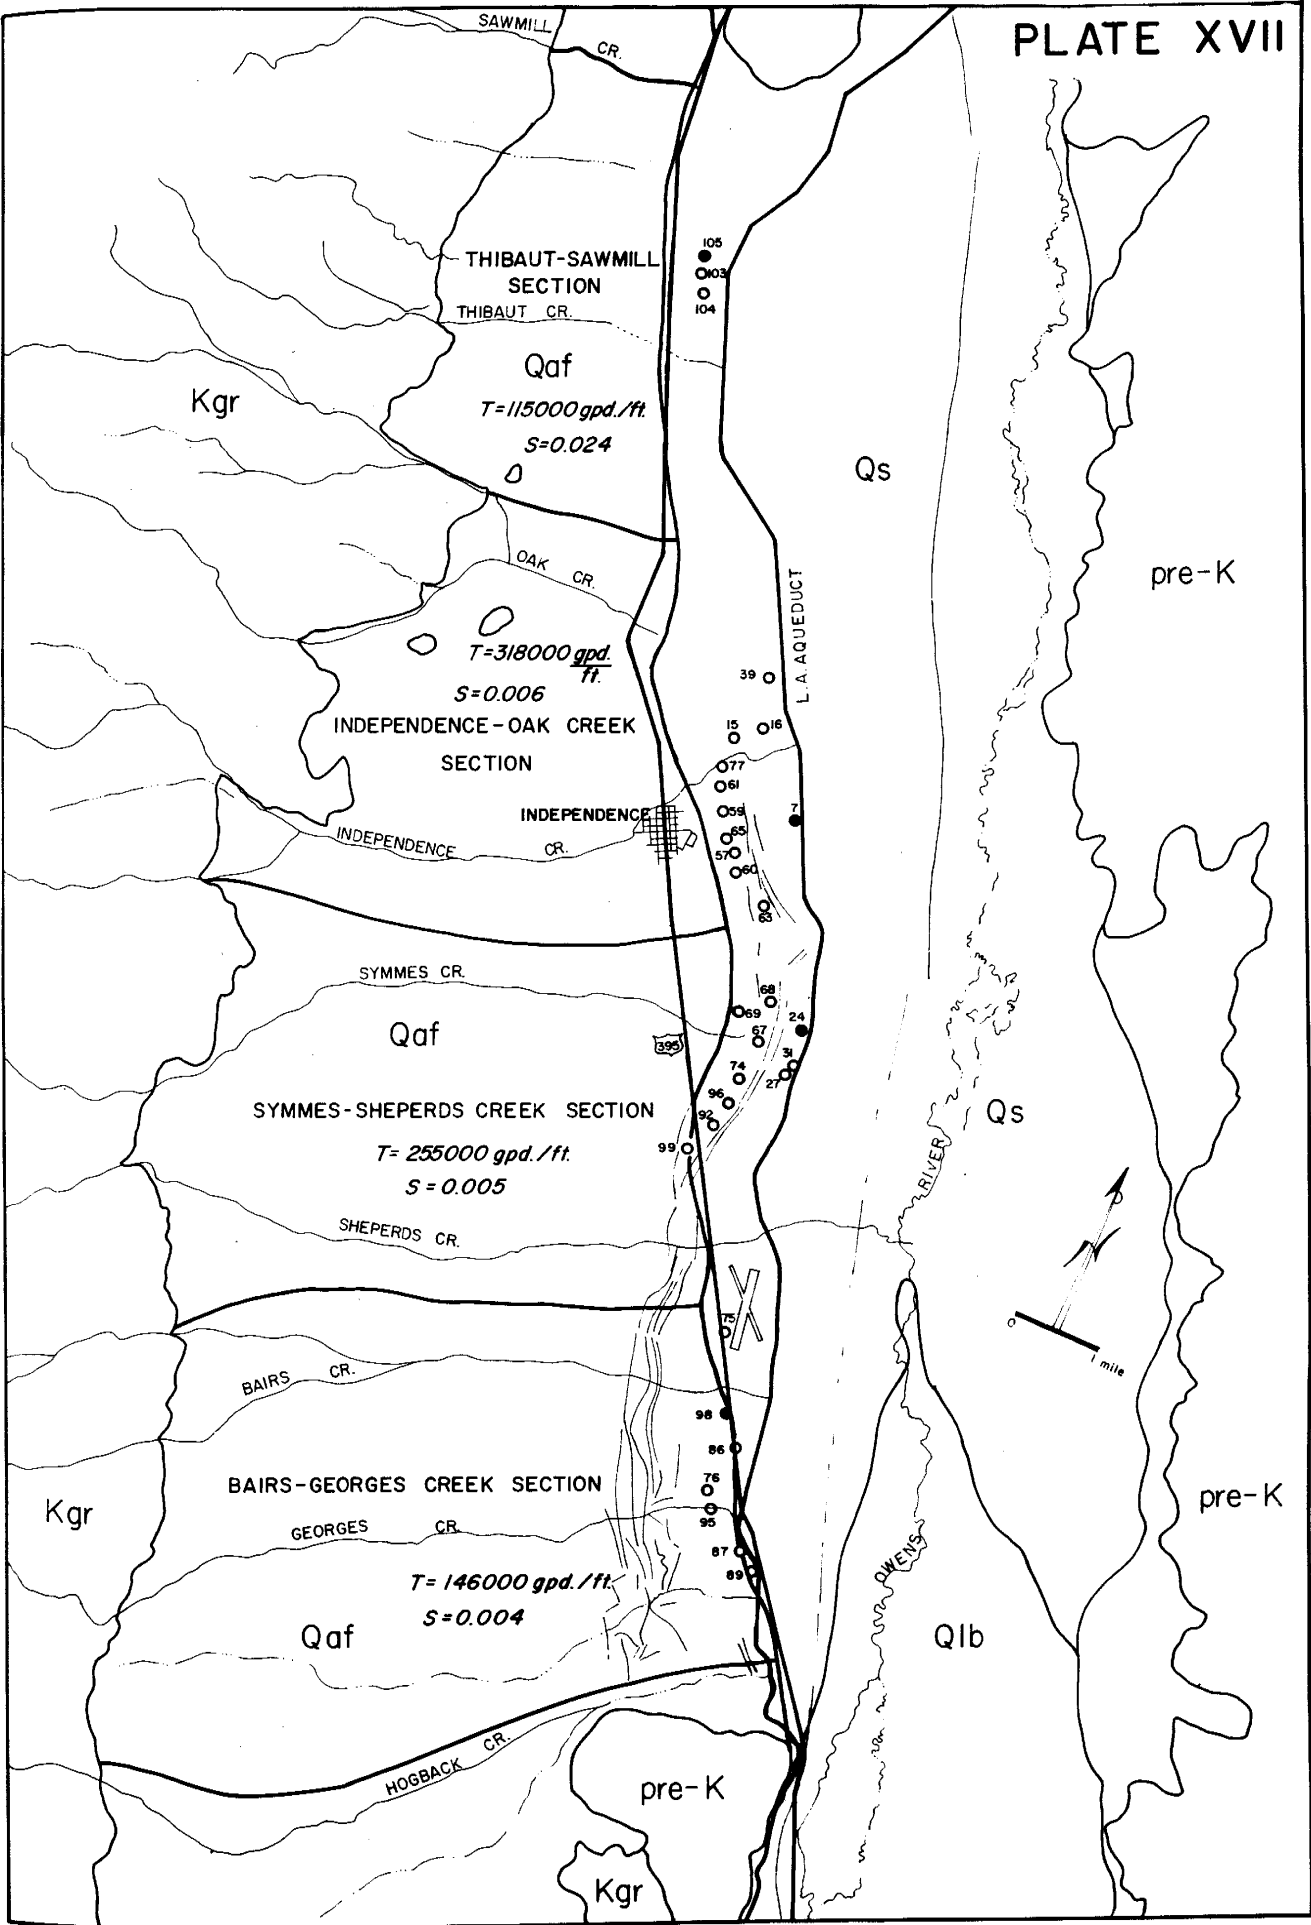 PLATE XVII
SAWMILL
CR.
105
THIBAUT-SAWMILL
SECTION
103
104
THIBAUT CR.
Qaf
Kgr
T=115000 gpd./ft.
S=0.024
Qs
OAK CR.
pre-K
L.A. AQUEDUCT
T=318000 gpd.
ft.
S=0.006
39
INDEPENDENCE-OAK CREEK
SECTION
15
16
77
61
INDEPENDENCE
59
7
65
INDEPENDENCE CR.
57
60
63
SYMMES CR.
68
69
24
Qaf
395
67
31
74
27
96
SYMMES-SHEPERDS CREEK SECTION
92
Qs
99
T= 255000 gpd./ft.
S=0.005
RIVER
SHEPERDS CR.
N
0
1 mile
75
BAIRS CR.
98
86
BAIRS-GEORGES CREEK SECTION
76
Kgr
95
pre-K
GEORGES CR.
87
89
OWENS
T= 146000 gpd./ft.
S=0.004
Qaf
Qlb
HOGBACK CR.
pre-K
Kgr